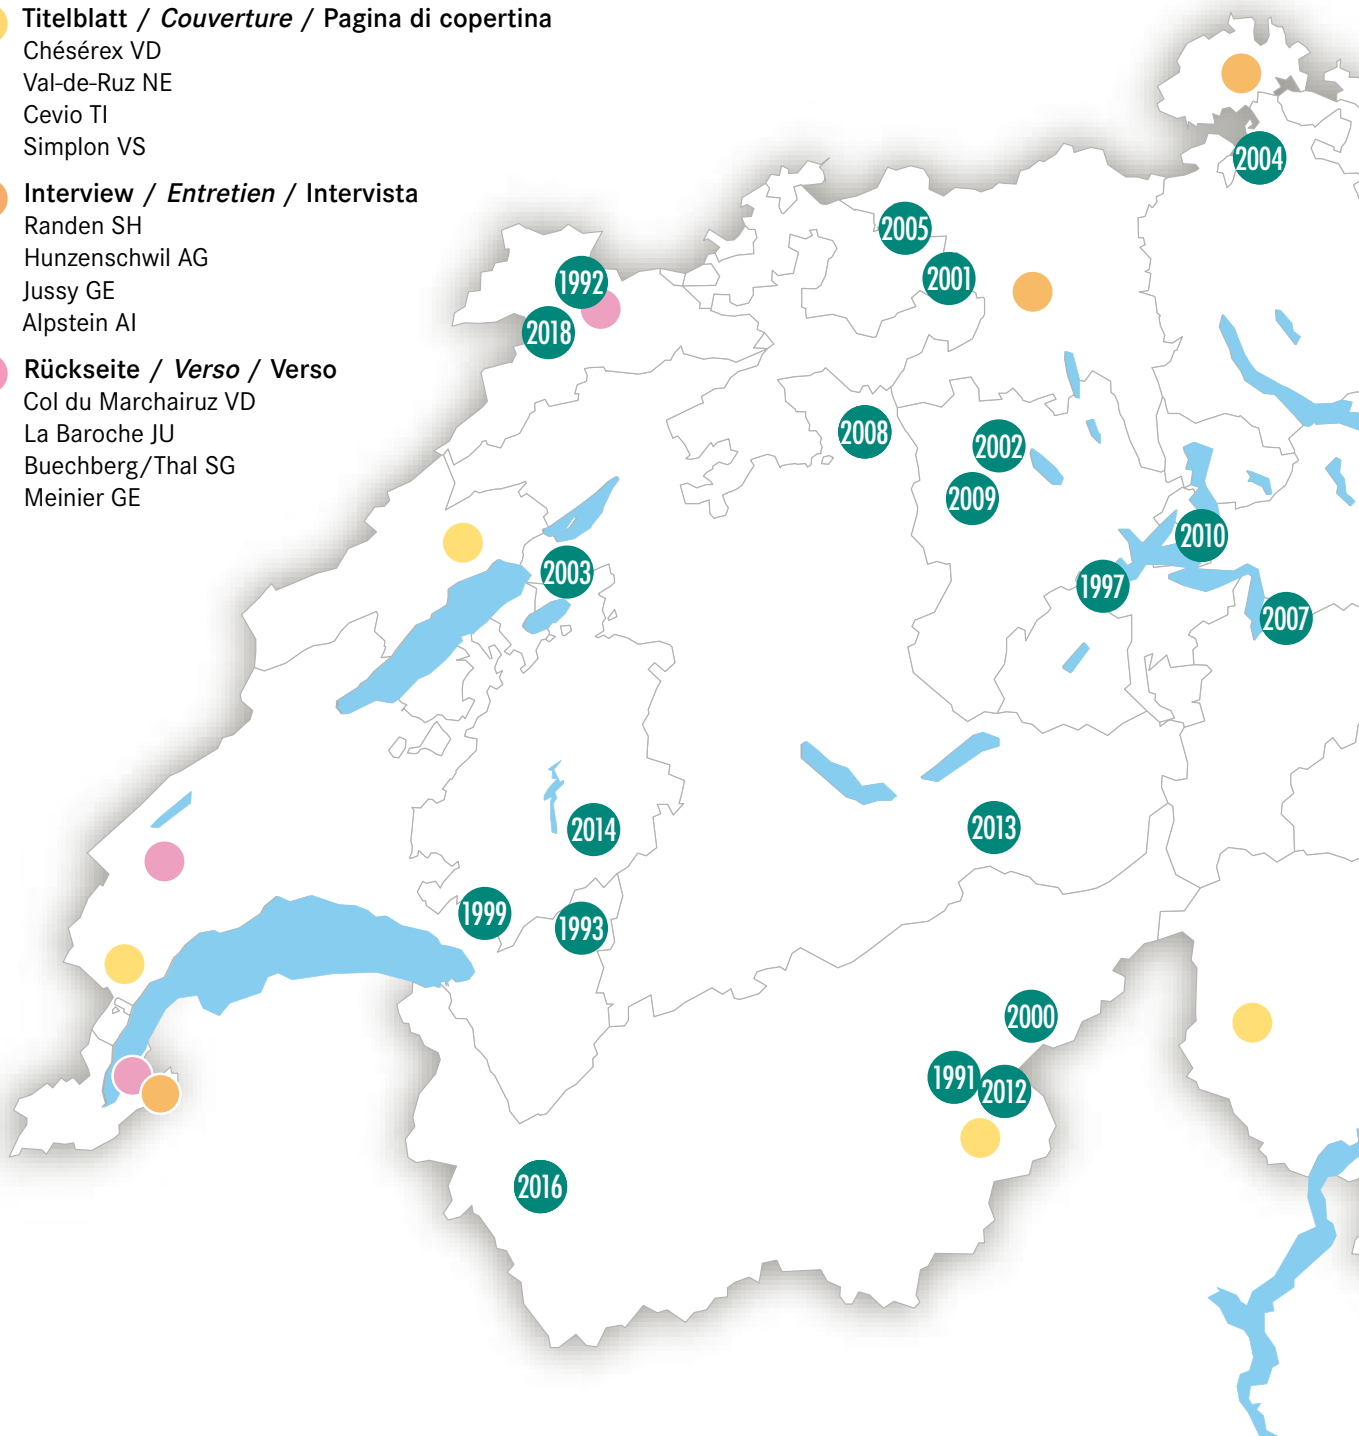 Titelblatt / Couverture / Pagina di copertina
Chésérex VD
Val-de-Ruz NE
Cevio TI
Simplon VS
Interview / Entretien / Intervista
Randen SH
Hunzenschwil AG
Jussy GE
Alpstein AI
Rückseite / Verso / Verso
Col du Marchairuz VD
La Baroche JU
Buechberg/Thal SG
Meinier GE
2004
2005
2001
1992
2018
2008
2002
2009
2010
2003
1997
2007
2014
2013
1999
1993
2000
1991
2012
2016